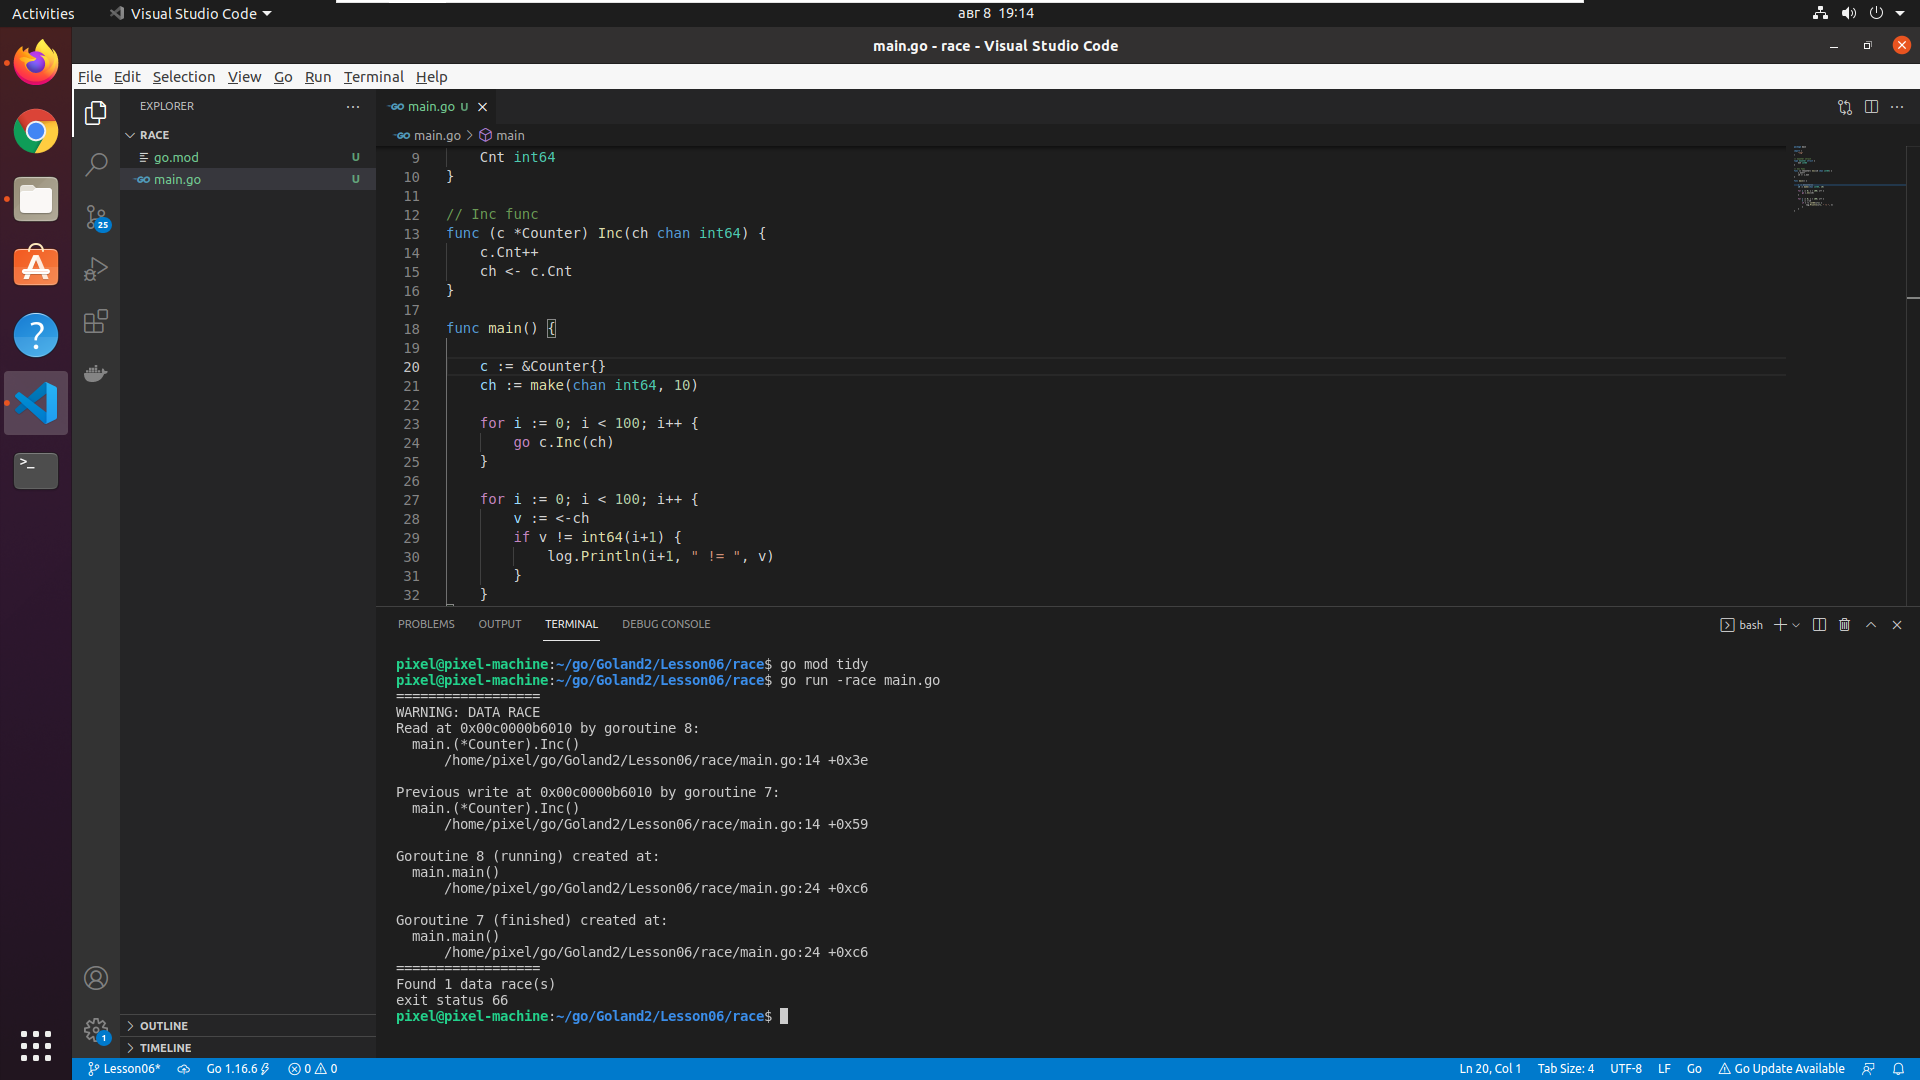 Activities
Visual Studio Code
авг 8 19:14
main.go - race - Visual Studio Code
File Edit Selection View Go Run Terminal Help
EXPLORER
RACE
go.mod U
main.go U
25
1
OUTLINE
TIMELINE
main.go U
main.go > main
9 Cnt int64
10 }
11
12 // Inc func
13 func (c *Counter) Inc(ch chan int64) {
14 c.Cnt++
15 ch <- c.Cnt
16 }
17
18 func main() {
19
20 c := &Counter{}
21 ch := make(chan int64, 10)
22
23 for i := 0; i < 100; i++ {
24 go c.Inc(ch)
25 }
26
27 for i := 0; i < 100; i++ {
28 v := <-ch
29 if v != int64(i+1) {
30 log.Println(i+1, " != ", v)
31 }
32 }
PROBLEMS OUTPUT TERMINAL DEBUG CONSOLE
bash
pixel@pixel-machine:~/go/Goland2/Lesson06/race$ go mod tidy
pixel@pixel-machine:~/go/Goland2/Lesson06/race$ go run -race main.go
==================
WARNING: DATA RACE
Read at 0x00c0000b6010 by goroutine 8:
main.(*Counter).Inc()
/home/pixel/go/Goland2/Lesson06/race/main.go:14 +0x3e
Previous write at 0x00c0000b6010 by goroutine 7:
main.(*Counter).Inc()
/home/pixel/go/Goland2/Lesson06/race/main.go:14 +0x59
Goroutine 8 (running) created at:
main.main()
/home/pixel/go/Goland2/Lesson06/race/main.go:24 +0xc6
Goroutine 7 (finished) created at:
main.main()
/home/pixel/go/Goland2/Lesson06/race/main.go:24 +0xc6
==================
Found 1 data race(s)
exit status 66
pixel@pixel-machine:~/go/Goland2/Lesson06/race$
Lesson06* Go 1.16.6 0 0 Ln 20, Col 1 Tab Size: 4 UTF-8 LF Go Go Update Available